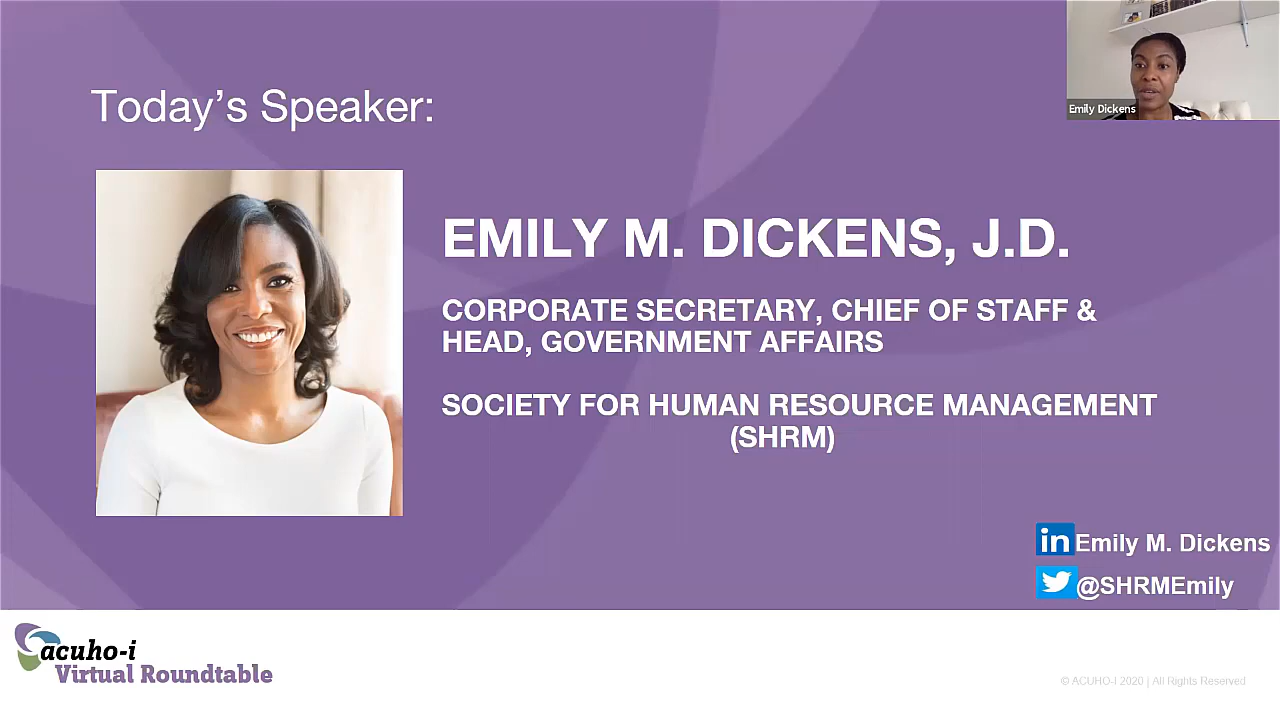 Today's Speaker:
Emily Dickens
EMILY M. DICKENS, J.D.
CORPORATE SECRETARY, CHIEF OF STAFF &
HEAD, GOVERNMENT AFFAIRS
SOCIETY FOR HUMAN RESOURCE MANAGEMENT
(SHRM)
in Emily M. Dickens
@SHRMEmily
acuho-i
Virtual Roundtable
© ACUHO-I 2020 | All Rights Reserved